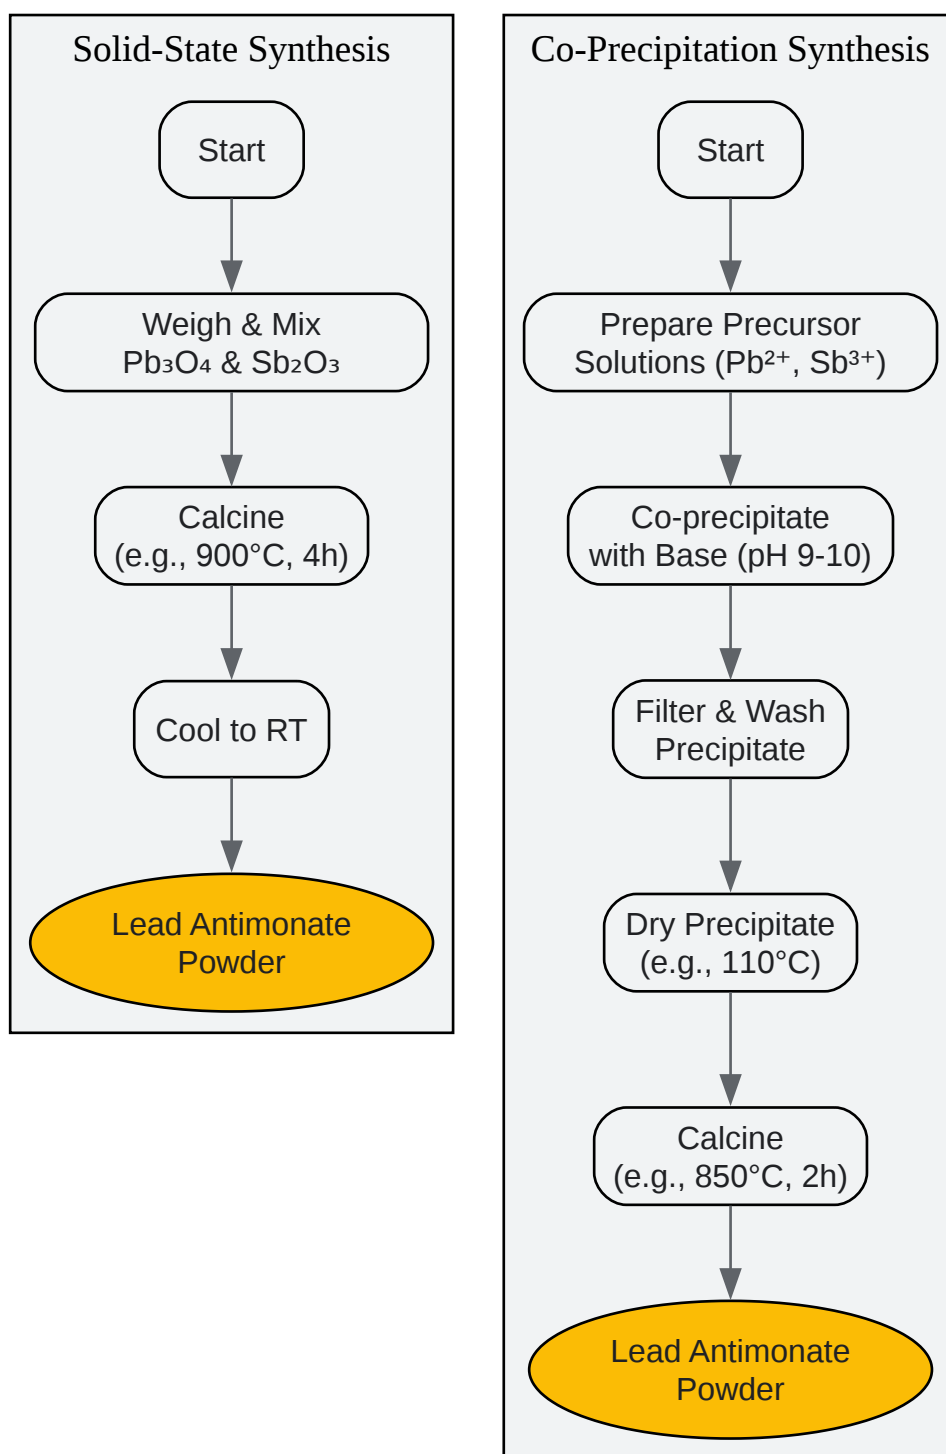 Solid-State Synthesis
Start
Weigh & Mix
Pb₃O₄ & Sb₂O₃
Calcine
(e.g., 900°C, 4h)
Cool to RT
Lead Antimonate
Powder
Co-Precipitation Synthesis
Start
Prepare Precursor
Solutions (Pb²⁺, Sb³⁺)
Co-precipitate
with Base (pH 9-10)
Filter & Wash
Precipitate
Dry Precipitate
(e.g., 110°C)
Calcine
(e.g., 850°C, 2h)
Lead Antimonate
Powder